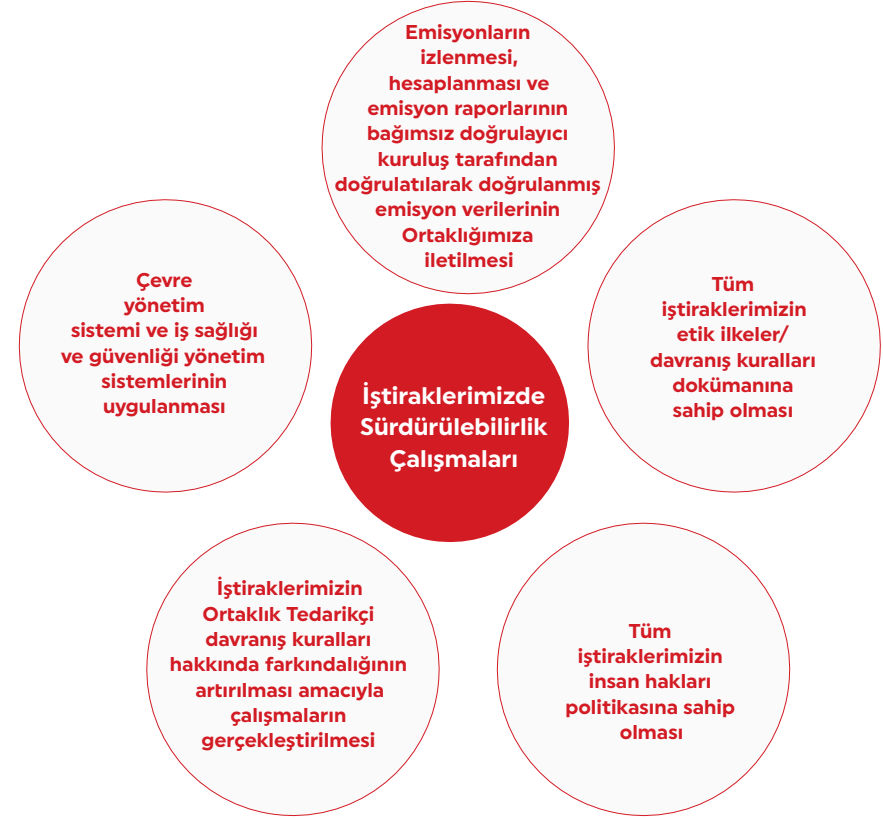 Emisyonların
izlenmesi,
hesaplanması ve
emisyon raporlarının
bağımsız doğrulayıcı
kuruluş tarafından
doğrulatılarak doğrulanmış
emisyon verilerinin
Ortaklığımıza
iletilmesi
Çevre
yönetim
sistemi ve iş sağlığı
ve güvenliği yönetim
sistemlerinin
uygulanması
Tüm
iştiraklerimizin
etik ilkeler/
davranış kuralları
dokümanına
sahip olması
İştiraklerimizde
Sürdürülebilirlik
Çalışmaları
İştiraklerimizin
Ortaklık Tedarikçi
davranış kuralları
hakkında farkındalığının
artırılması amacıyla
çalışmaların
gerçekleştirilmesi
Tüm
iştiraklerimizin
insan hakları
politikasına sahip
olması